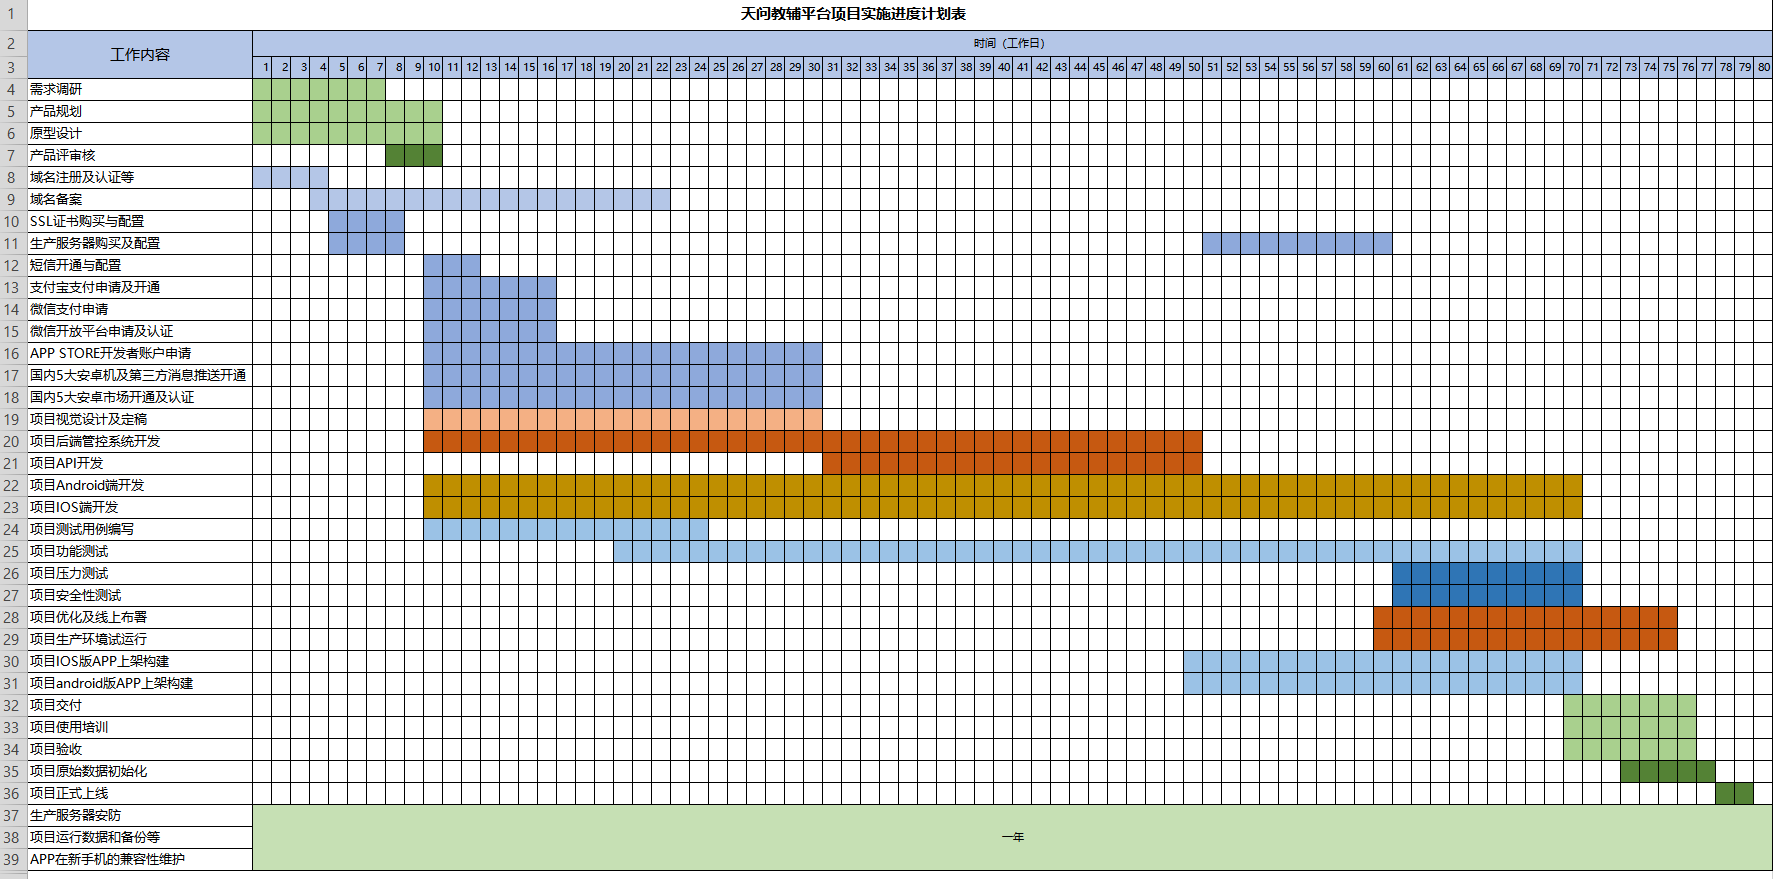 1 天问教辅平台项目实施进度计划表
2 工作内容 时间（工作日）
3 1 2 3 4 5 6 7 8 9 10 11 12 13 14 15 16 17 18 19 20 21 22 23 24 25 26 27 28 29 30 31 32 33 34 35 36 37 38 39 40 41 42 43 44 45 46 47 48 49 50 51 52 53 54 55 56 57 58 59 60 61 62 63 64 65 66 67 68 69 70 71 72 73 74 75 76 77 78 79 80
4 需求调研
5 产品规划
6 原型设计
7 产品评审核
8 域名注册及认证等
9 域名备案
10 SSL证书购买与配置
11 生产服务器购买及配置
12 短信开通与配置
13 支付宝支付申请及开通
14 微信支付申请
15 微信开放平台申请及认证
16 APP STORE开发者账户申请
17 国内5大安卓机及第三方消息推送开通
18 国内5大安卓市场开通及认证
19 项目视觉设计及定稿
20 项目后端管控系统开发
21 项目API开发
22 项目Android端开发
23 项目IOS端开发
24 项目测试用例编写
25 项目功能测试
26 项目压力测试
27 项目安全性测试
28 项目优化及线上布署
29 项目生产环境试运行
30 项目IOS版APP上架构建
31 项目android版APP上架构建
32 项目交付
33 项目使用培训
34 项目验收
35 项目原始数据初始化
36 项目正式上线
37 生产服务器安防
38 项目运行数据和备份等 一年
39 APP在新手机的兼容性维护